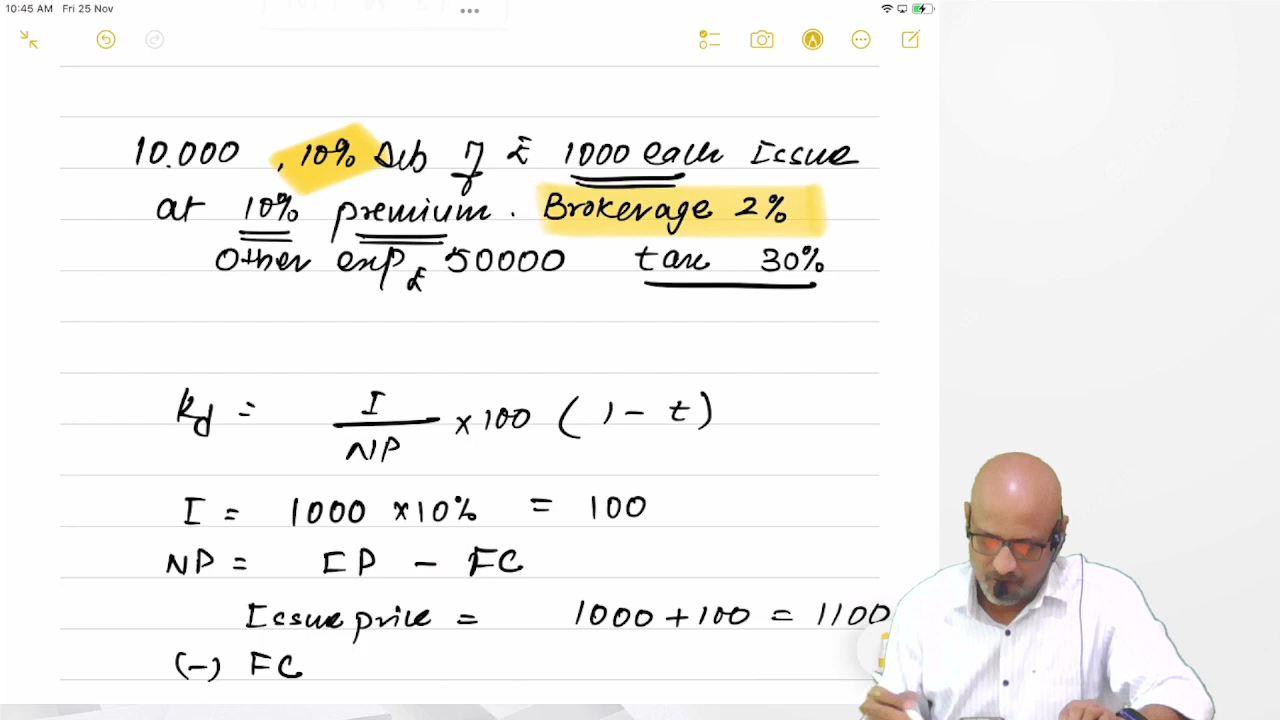 10:45 AM Fri 25 Nov
10.000 , 10% Deb of ₤ 1000 each Issue
at 10% premium. Brokerage 2%
Other exp ₤ 50000 tax 30%
Kd = I / NP × 100 (1 - t)
I = 1000 × 10% = 100
NP = IP - FC
Issue price = 1000 + 100 = 1100
(-) FC